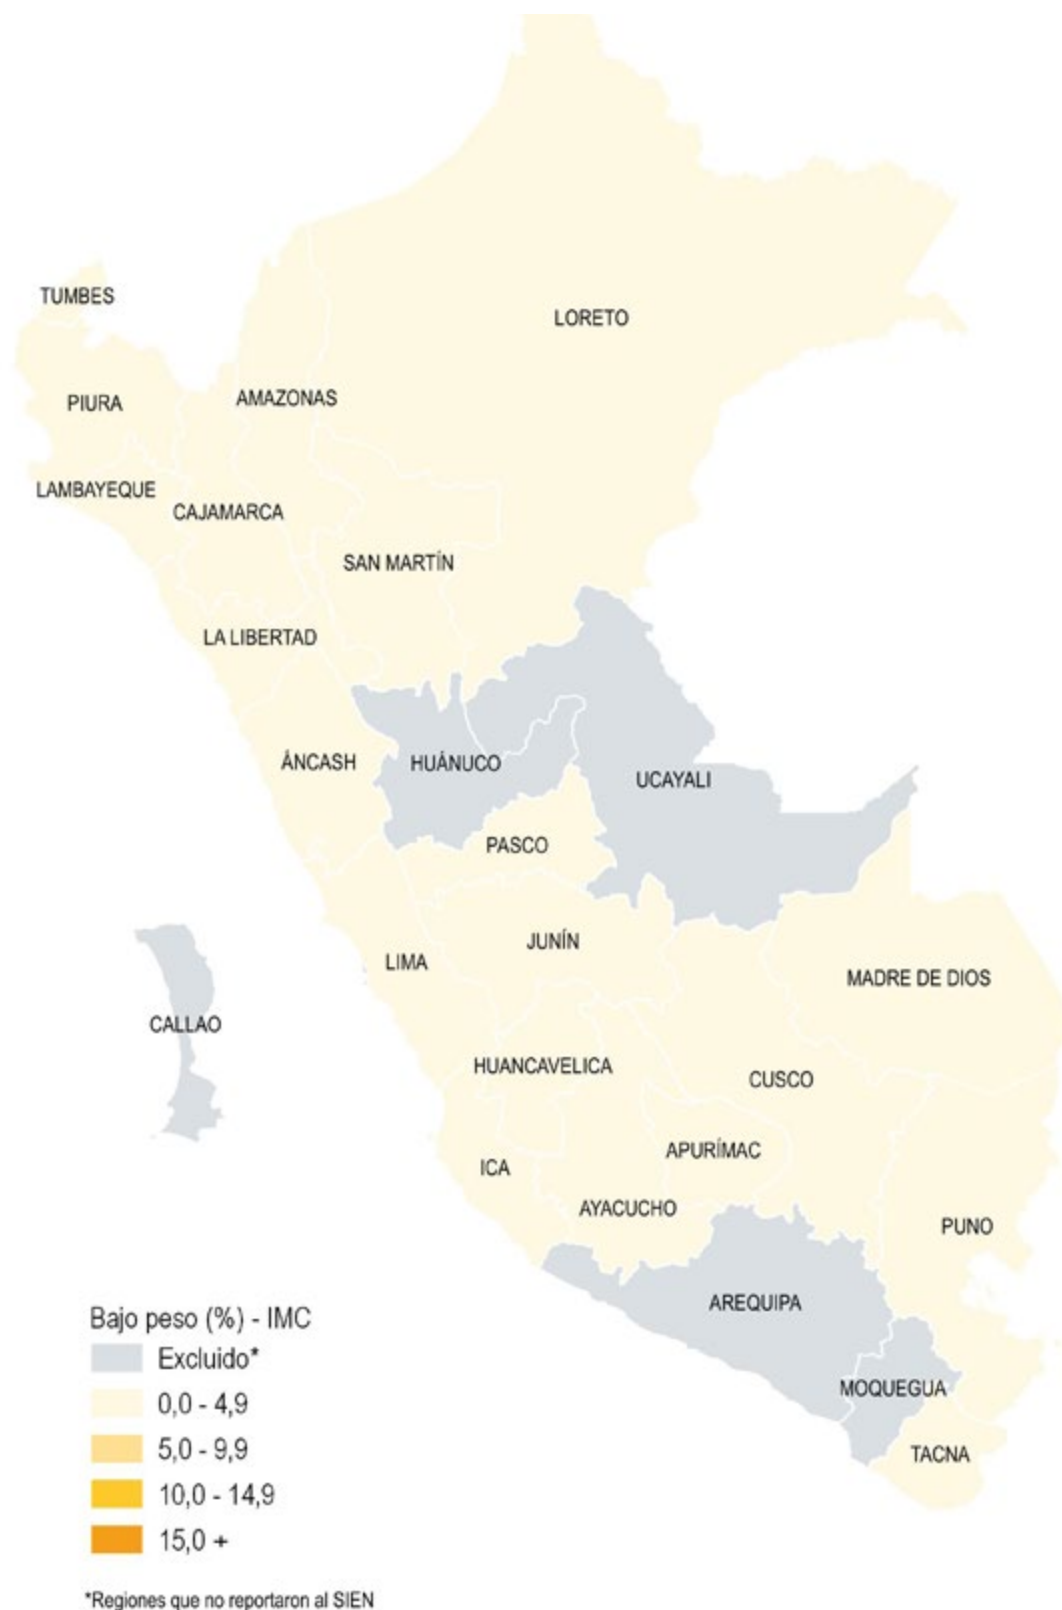 TUMBES
LORETO
PIURA
AMAZONAS
LAMBAYEQUE
CAJAMARCA
SAN MARTÍN
LA LIBERTAD
ÁNCASH
HUÁNUCO
UCAYALI
PASCO
JUNÍN
LIMA
MADRE DE DIOS
CALLAO
HUANCAVELICA
CUSCO
APURÍMAC
ICA
AYACUCHO
PUNO
AREQUIPA
MOQUEGUA
TACNA
Bajo peso (%) - IMC
Excluido*
0,0 - 4,9
5,0 - 9,9
10,0 - 14,9
15,0 +
*Regiones que no reportaron al SIEN